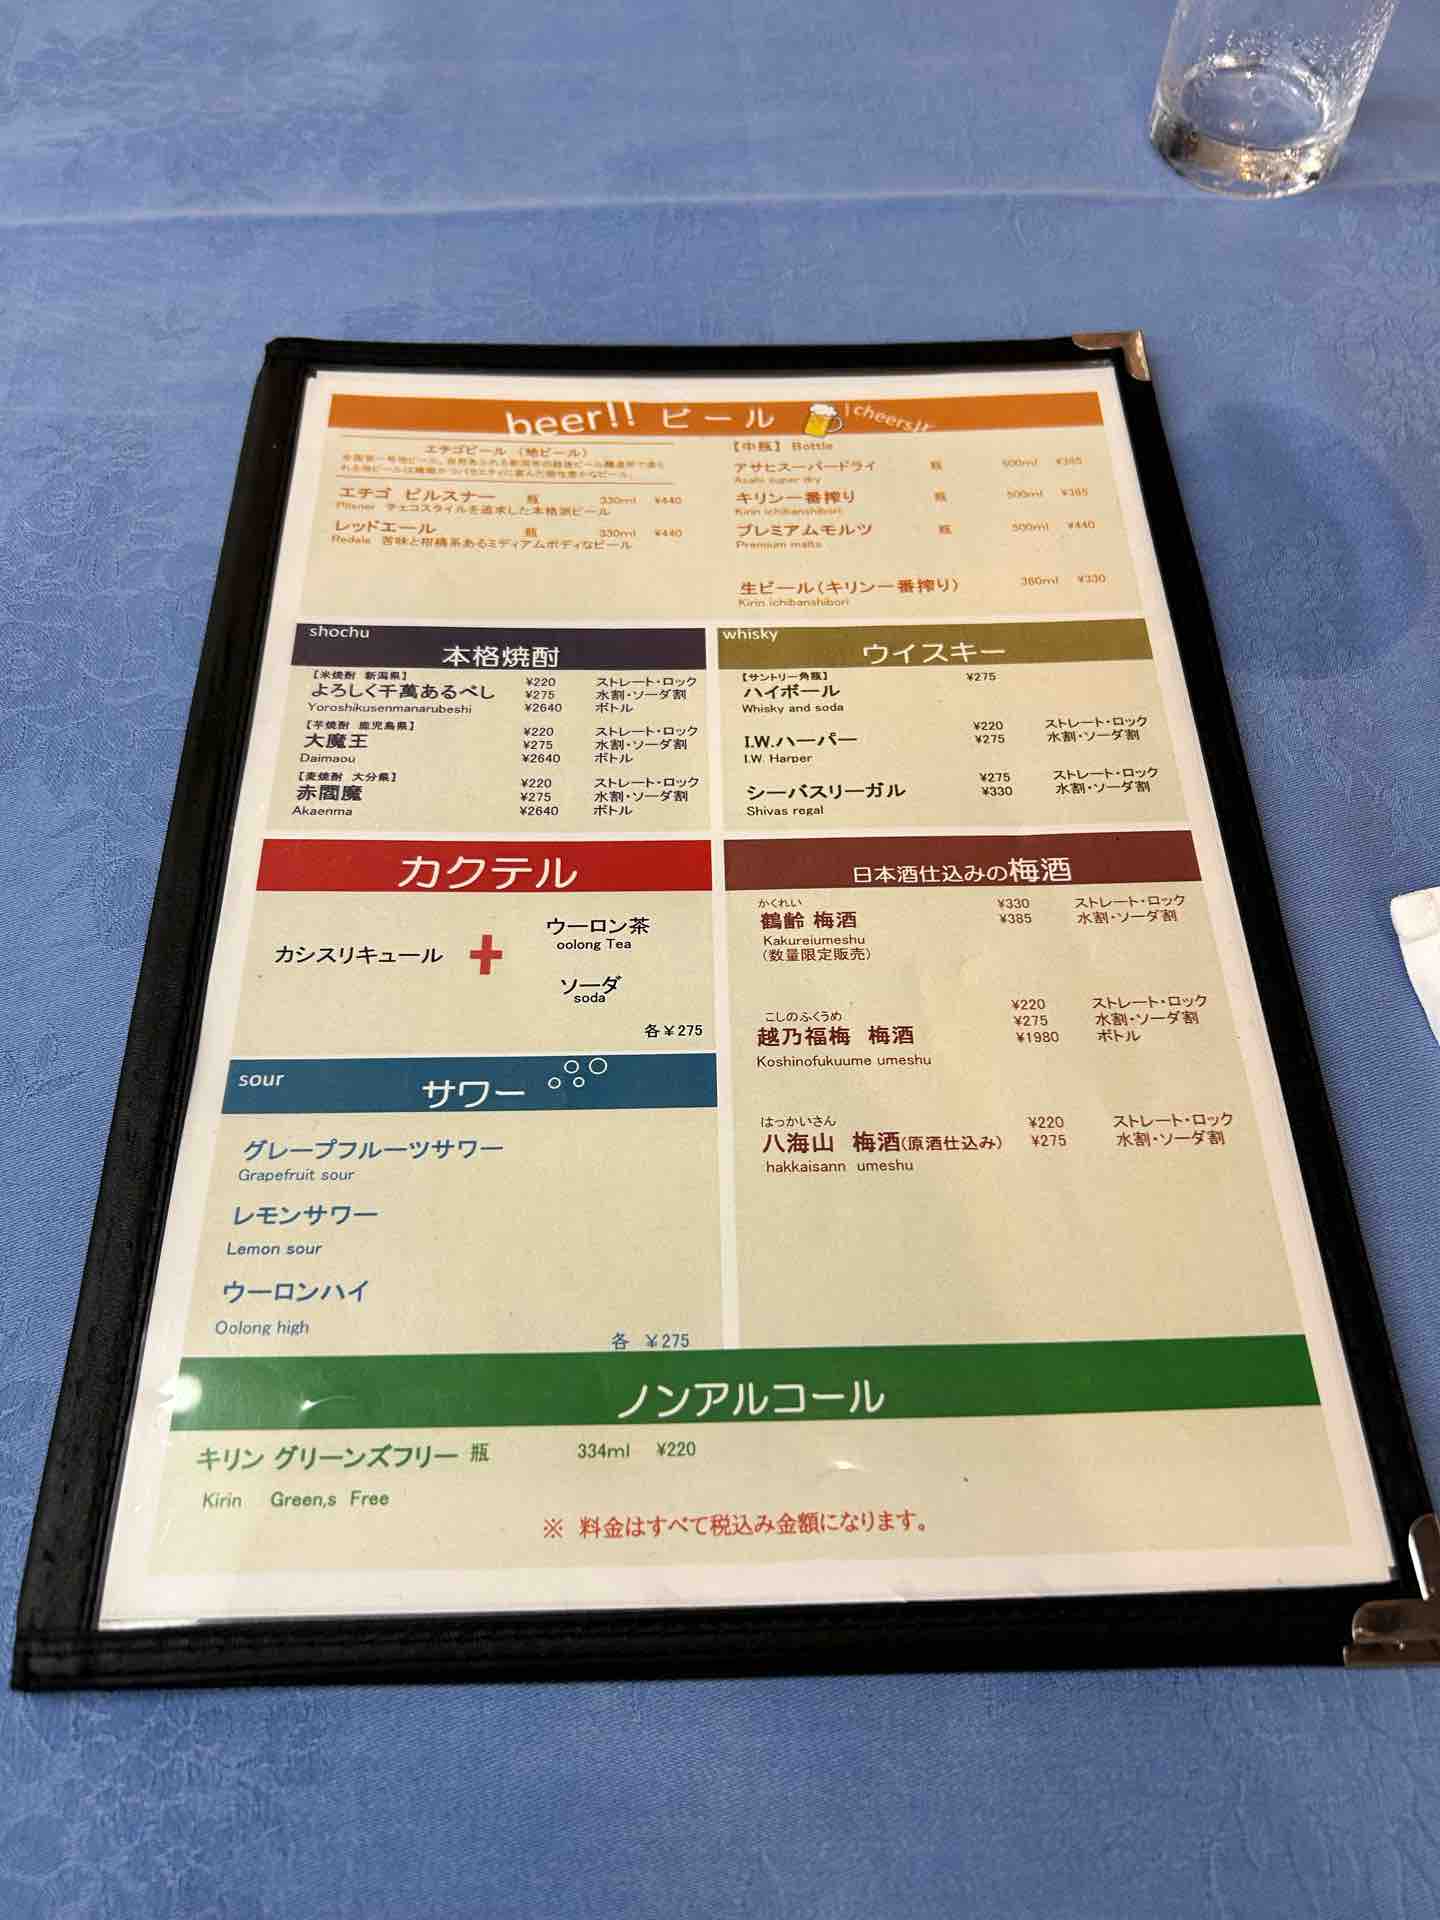 beer!! ビール cheers!!
エチゴビール (地ビール)
エチゴ ピルスナー 瓶 330ml ¥440
Pilsner チェコスタイルを追求した本格派ビール
レッドエール 瓶 330ml ¥440
Redale 苦味と柑橘系あるミディアムボディなビール
【中瓶】 Bottle
アサヒスーパードライ 瓶 500ml ¥385
Asahi super dry
キリン一番搾り 瓶 500ml ¥385
Kirin ichibanshibori
プレミアムモルツ 瓶 500ml ¥440
Premium malts
生ビール(キリン一番搾り) 360ml ¥330
Kirin ichibanshibori
shochu
本格焼酎
【米焼酎 新潟県】
よろしく千萬あるべし
Yoroshikusenmanarubeshi
¥220 ストレート・ロック
¥275 水割・ソーダ割
¥2640 ボトル
【芋焼酎 鹿児島県】
大魔王
Daimaou
¥220 ストレート・ロック
¥275 水割・ソーダ割
¥2640 ボトル
【麦焼酎 大分県】
赤閻魔
Akaenma
¥220 ストレート・ロック
¥275 水割・ソーダ割
¥2640 ボトル
whisky
ウイスキー
【サントリー角瓶】 ¥275
ハイボール
Whisky and soda
I.W.ハーパー
I.W. Harper
¥220 ストレート・ロック
¥275 水割・ソーダ割
シーバスリーガル
Shivas regal
¥275 ストレート・ロック
¥330 水割・ソーダ割
カクテル
カシスリキュール +
ウーロン茶
oolong Tea
ソーダ
soda
各¥275
sour
サワー
グレープフルーツサワー
Grapefruit sour
レモンサワー
Lemon sour
ウーロンハイ
Oolong high
各 ¥275
日本酒仕込みの梅酒
かくれい
鶴齢 梅酒
Kakureiumeshu
(数量限定販売)
¥330 ストレート・ロック
¥385 水割・ソーダ割
こしのふくうめ
越乃福梅 梅酒
Koshinofukuume umeshu
¥220 ストレート・ロック
¥275 水割・ソーダ割
¥1980 ボトル
はっかいさん
八海山 梅酒(原酒仕込み)
hakkaisann umeshu
¥220 ストレート・ロック
¥275 水割・ソーダ割
ノンアルコール
キリン グリーンズフリー 瓶 334ml ¥220
Kirin Green,s Free
※ 料金はすべて税込み金額になります。